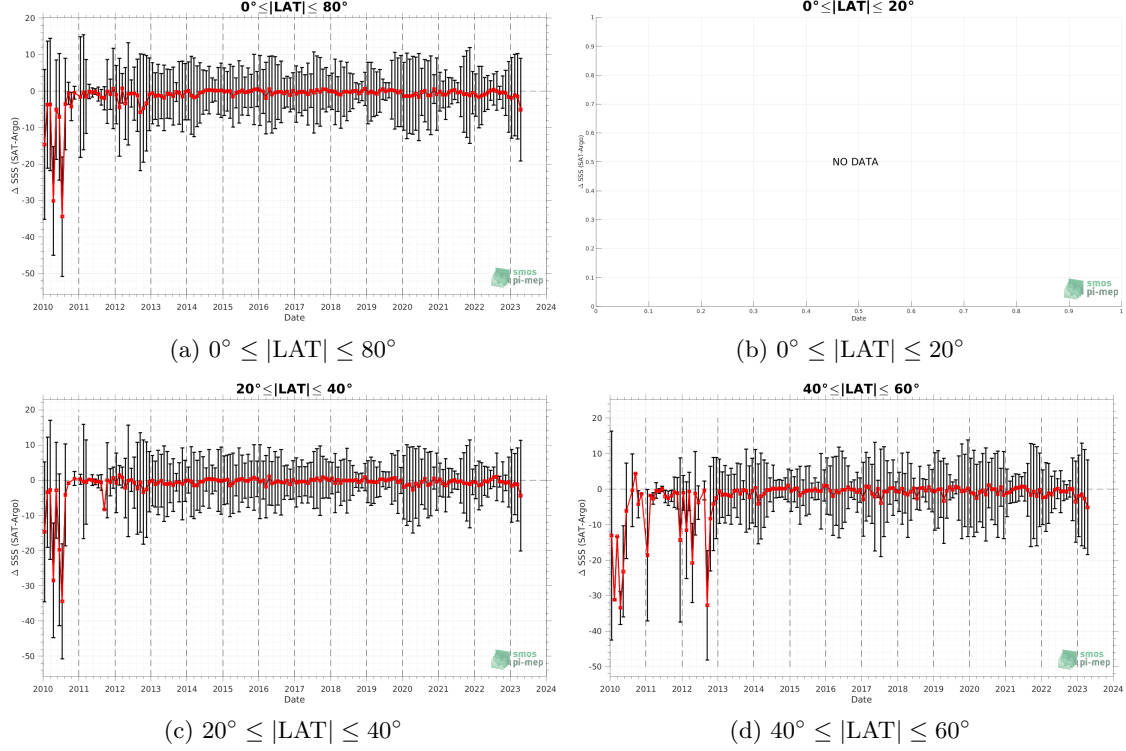 0°≤|LAT|≤ 80°
20
10
0
-10
-20
-30
-40
-50
Δ SSS (SAT-Argo)
2010 2011 2012 2013 2014 2015 2016 2017 2018 2019 2020 2021 2022 2023 2024
Date
smos
pi-mep
(a) 0° ≤ |LAT| ≤ 80°
0°≤|LAT|≤ 20°
1
0.9
0.8
0.7
0.6
0.5
0.4
0.3
0.2
0.1
0
Δ SSS (SAT-Argo)
NO DATA
0 0.1 0.2 0.3 0.4 0.5 0.6 0.7 0.8 0.9 1
Date
smos
pi-mep
(b) 0° ≤ |LAT| ≤ 20°
20°≤|LAT|≤ 40°
20
10
0
-10
-20
-30
-40
-50
Δ SSS (SAT-Argo)
2010 2011 2012 2013 2014 2015 2016 2017 2018 2019 2020 2021 2022 2023 2024
Date
smos
pi-mep
(c) 20° ≤ |LAT| ≤ 40°
40°≤|LAT|≤ 60°
20
10
0
-10
-20
-30
-40
-50
Δ SSS (SAT-Argo)
2010 2011 2012 2013 2014 2015 2016 2017 2018 2019 2020 2021 2022 2023 2024
Date
smos
pi-mep
(d) 40° ≤ |LAT| ≤ 60°